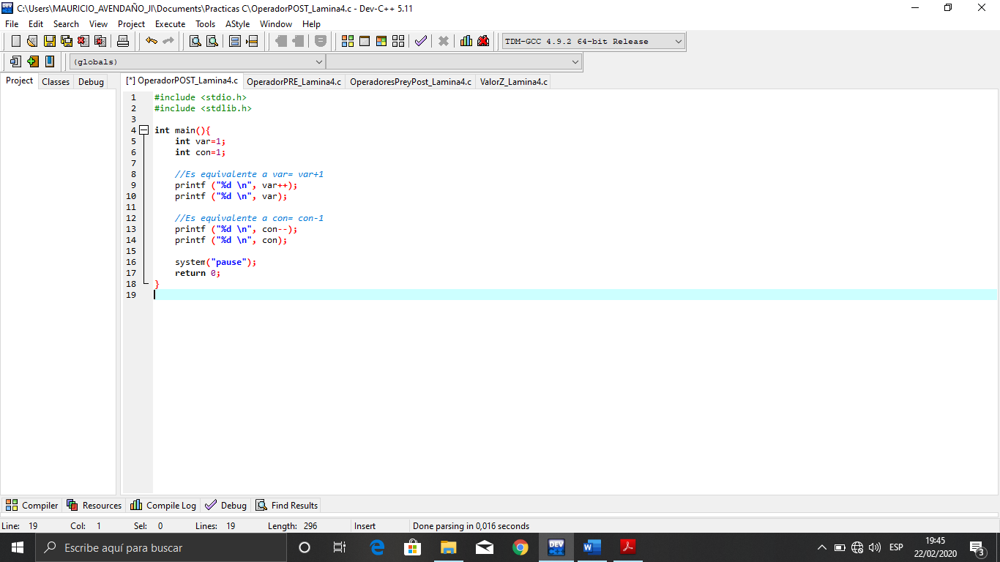 C:\Users\MAURICIO_AVENDAÑO_JI\Documents\Practicas C\OperadorPOST_Lamina4.c - Dev-C++ 5.11
File Edit Search View Project Execute Tools AStyle Window Help
TDM-GCC 4.9.2 64-bit Release
(globals)
Project Classes Debug [*] OperadorPOST_Lamina4.c OperadorPRE_Lamina4.c OperadoresPreyPost_Lamina4.c ValorZ_Lamina4.c
1 #include <stdio.h>
2 #include <stdlib.h>
3
4 int main(){
5 int var=1;
6 int con=1;
7
8 //Es equivalente a var= var+1
9 printf ("%d \n", var++);
10 printf ("%d \n", var);
11
12 //Es equivalente a con= con-1
13 printf ("%d \n", con--);
14 printf ("%d \n", con);
15
16 system("pause");
17 return 0;
18 }
19
Compiler Resources Compile Log Debug Find Results
Line: 19 Col: 1 Sel: 0 Lines: 19 Length: 296 Insert Done parsing in 0,016 seconds
Escribe aquí para buscar
DEV
ESP
19:45
22/02/2020
3